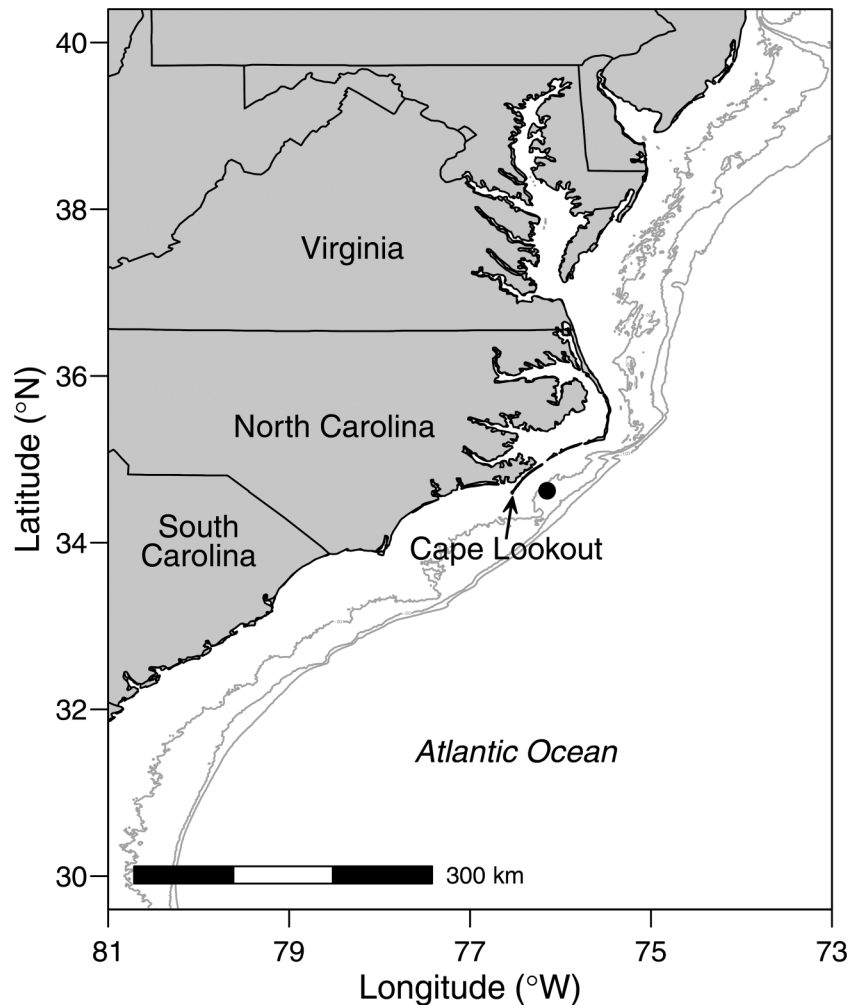 40
38
36
34
32
30
Latitude (°N)
Virginia
North Carolina
South
Carolina
Cape Lookout
Atlantic Ocean
300 km
81
79
77
75
73
Longitude (°W)